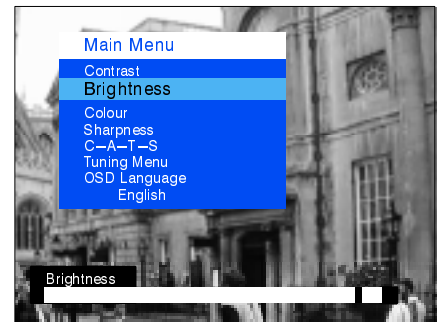 Main Menu
Contrast
Brightness
Colour
Sharpness
C–A–T–S
Tuning Menu
OSD Language
English
Brightness